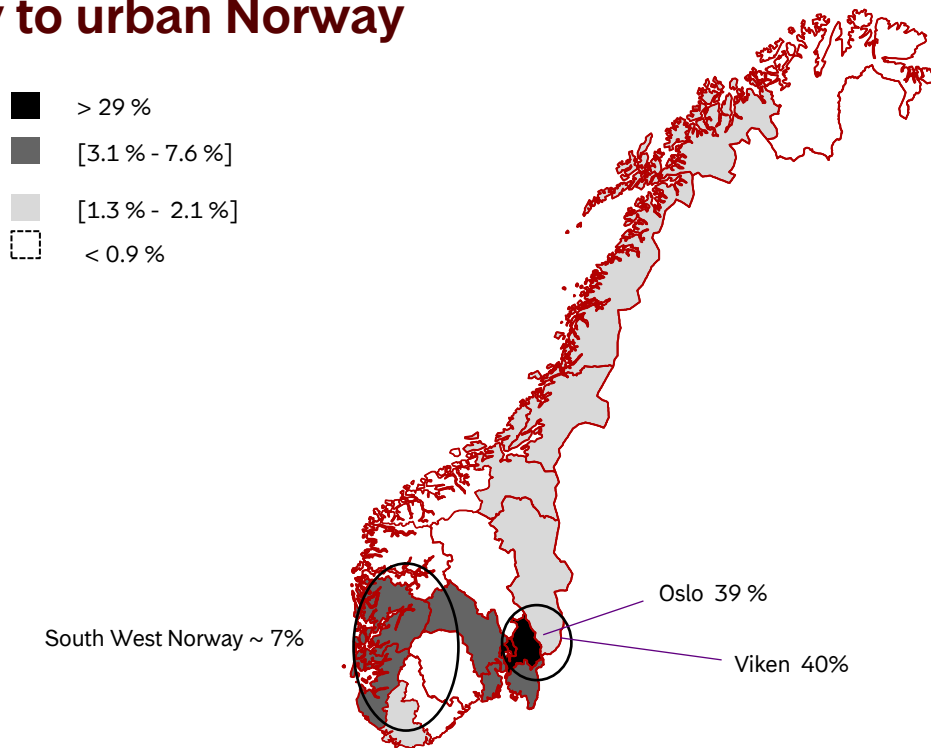 y to urban Norway
> 29 %
[3.1 % - 7.6 %]
[1.3 % - 2.1 %]
< 0.9 %
Oslo 39 %
South West Norway ~ 7%
Viken 40%